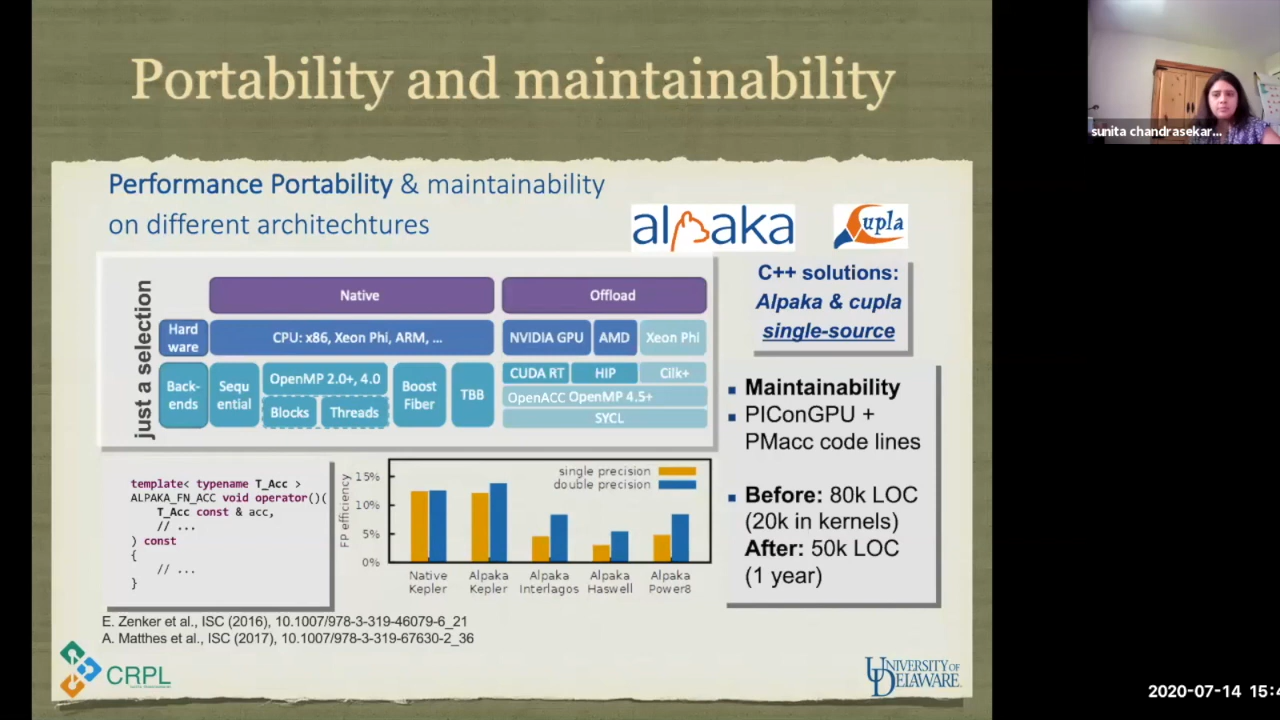 Portability and maintainability
sunita chandrasekar...
Performance Portability & maintainability
on different architechtures
alpaka
cupla
just a selection
Native
Offload
Hard
ware
CPU: x86, Xeon Phi, ARM, ...
NVIDIA GPU
AMD
Xeon Phi
Back-
ends
Sequ
ential
OpenMP 2.0+, 4.0
Blocks
Threads
Boost
Fiber
TBB
CUDA RT
HIP
Cilk+
OpenACC OpenMP 4.5+
SYCL
C++ solutions:
Alpaka & cupla
single-source
▪ Maintainability
▪ PIConGPU +
PMacc code lines
▪ Before: 80k LOC
(20k in kernels)
After: 50k LOC
(1 year)
template< typename T_Acc >
ALPAKA_FN_ACC void operator()(
T_Acc const & acc,
// ...
) const
{
// ...
}
FP efficiency
15%
10%
5%
0%
single precision
double precision
Native
Kepler
Alpaka
Kepler
Alpaka
Interlagos
Alpaka
Haswell
Alpaka
Power8
E. Zenker et al., ISC (2016), 10.1007/978-3-319-46079-6_21
A. Matthes et al., ISC (2017), 10.1007/978-3-319-67630-2_36
CRPL
UNIVERSITY OF
DELAWARE
2020-07-14 15:4